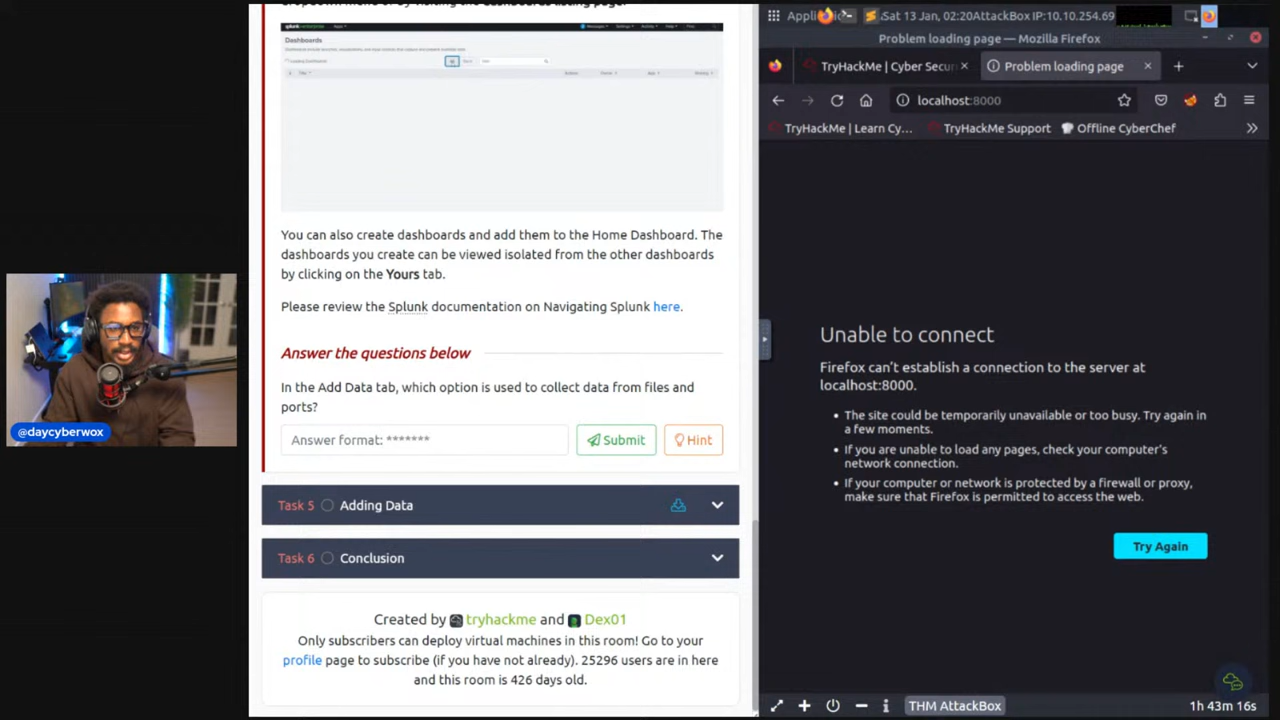 dropdown menu or by visiting the dashboards listing page.
Dashboards
You can also create dashboards and add them to the Home Dashboard. The
dashboards you create can be viewed isolated from the other dashboards
by clicking on the Yours tab.
Please review the Splunk documentation on Navigating Splunk here.
Answer the questions below
In the Add Data tab, which option is used to collect data from files and
ports?
Answer format: *******
Submit
Hint
Task 5 Adding Data
Task 6 Conclusion
Created by tryhackme and Dex01
Only subscribers can deploy virtual machines in this room! Go to your
profile page to subscribe (if you have not already). 25296 users are in here
and this room is 426 days old.
@daycyberwox
Sat 13 Jan, 02:20
Problem loading page — Mozilla Firefox
TryHackMe | Cyber Secu
Problem loading page
localhost:8000
TryHackMe | Learn Cy…
TryHackMe Support
Offline CyberChef
Unable to connect
Firefox can’t establish a connection to the server at
localhost:8000.
The site could be temporarily unavailable or too busy. Try again in
a few moments.
If you are unable to load any pages, check your computer’s
network connection.
If your computer or network is protected by a firewall or proxy,
make sure that Firefox is permitted to access the web.
Try Again
THM AttackBox
1h 43m 16s